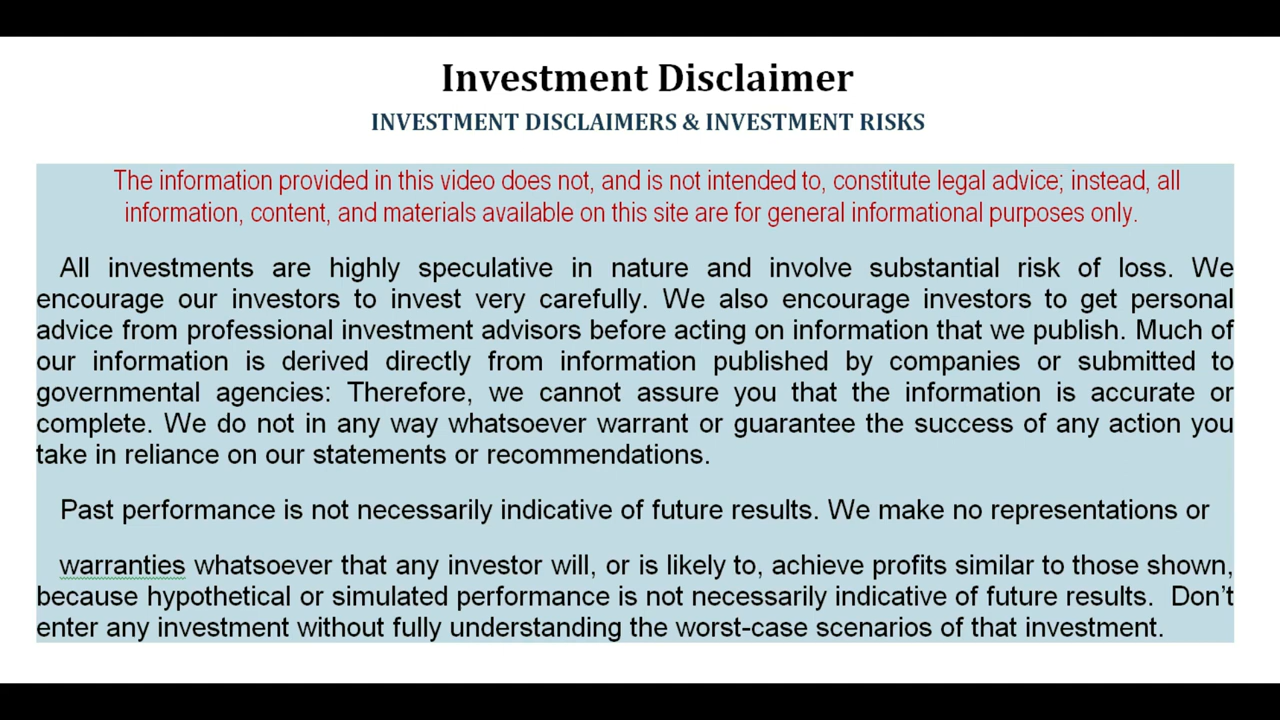 Investment Disclaimer
INVESTMENT DISCLAIMERS & INVESTMENT RISKS
The information provided in this video does not, and is not intended to, constitute legal advice; instead, all
information, content, and materials available on this site are for general informational purposes only.
All investments are highly speculative in nature and involve substantial risk of loss. We
encourage our investors to invest very carefully. We also encourage investors to get personal
advice from professional investment advisors before acting on information that we publish. Much of
our information is derived directly from information published by companies or submitted to
governmental agencies: Therefore, we cannot assure you that the information is accurate or
complete. We do not in any way whatsoever warrant or guarantee the success of any action you
take in reliance on our statements or recommendations.
Past performance is not necessarily indicative of future results. We make no representations or
warranties whatsoever that any investor will, or is likely to, achieve profits similar to those shown,
because hypothetical or simulated performance is not necessarily indicative of future results.  Don’t
enter any investment without fully understanding the worst-case scenarios of that investment.